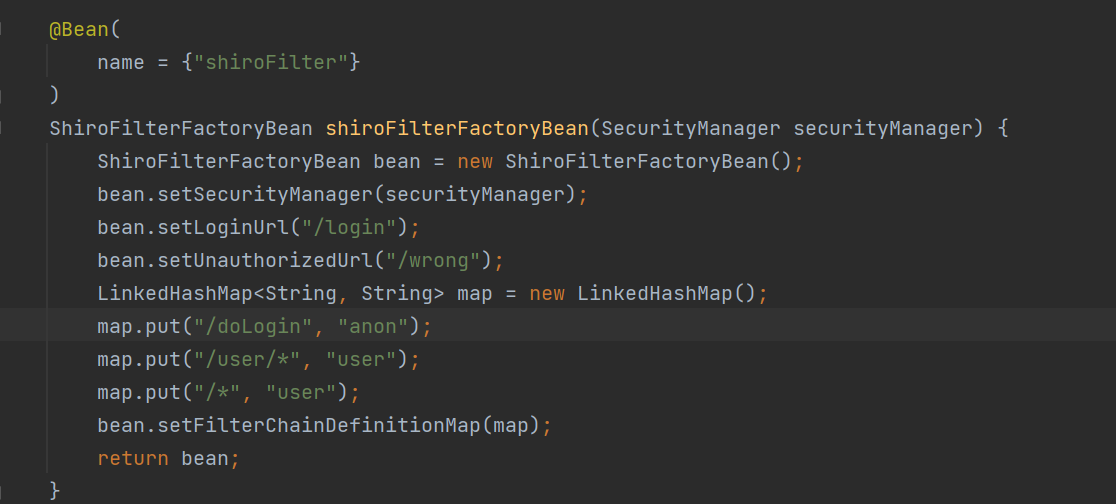 @Bean(
    name = {"shiroFilter"}
)
ShiroFilterFactoryBean shiroFilterFactoryBean(SecurityManager securityManager) {
    ShiroFilterFactoryBean bean = new ShiroFilterFactoryBean();
    bean.setSecurityManager(securityManager);
    bean.setLoginUrl("/login");
    bean.setUnauthorizedUrl("/wrong");
    LinkedHashMap<String, String> map = new LinkedHashMap();
    map.put("/doLogin", "anon");
    map.put("/user/*", "user");
    map.put("/*", "user");
    bean.setFilterChainDefinitionMap(map);
    return bean;
}